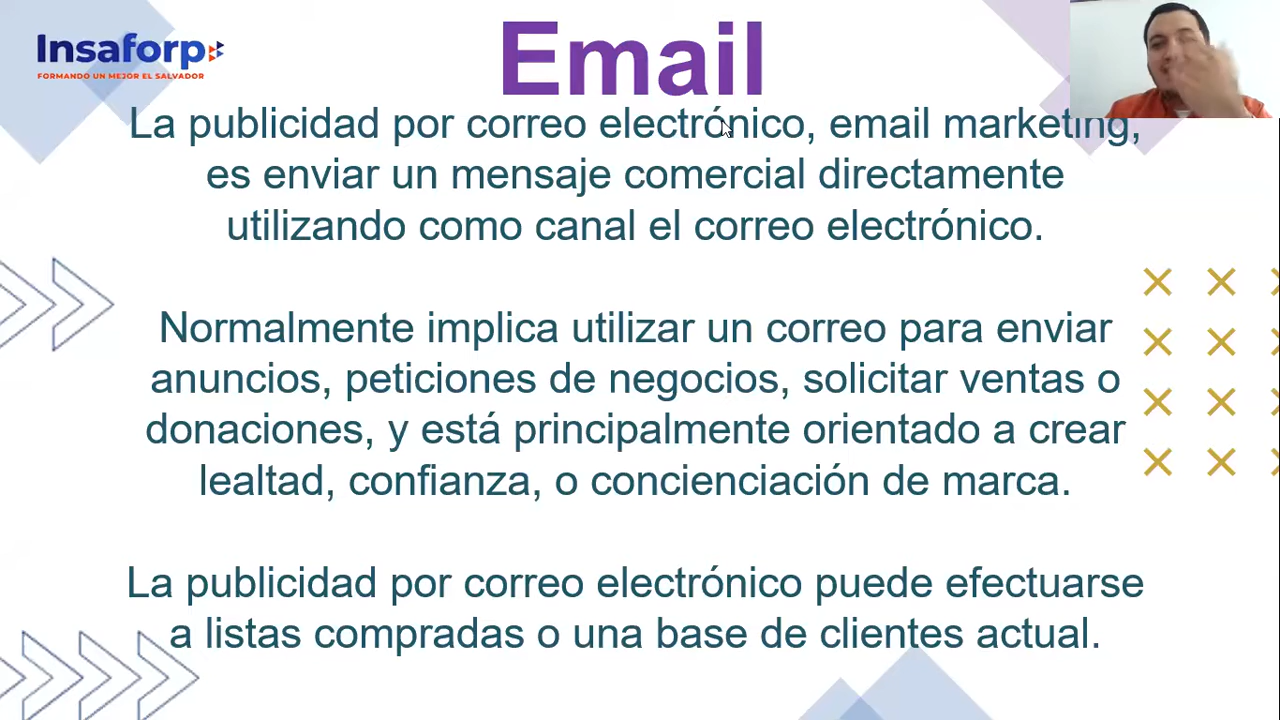 Insaforp
FORMANDO UN MEJOR EL SALVADOR
Email
La publicidad por correo electrónico, email marketing,
es enviar un mensaje comercial directamente
utilizando como canal el correo electrónico.
Normalmente implica utilizar un correo para enviar
anuncios, peticiones de negocios, solicitar ventas o
donaciones, y está principalmente orientado a crear
lealtad, confianza, o concienciación de marca.
La publicidad por correo electrónico puede efectuarse
a listas compradas o una base de clientes actual.